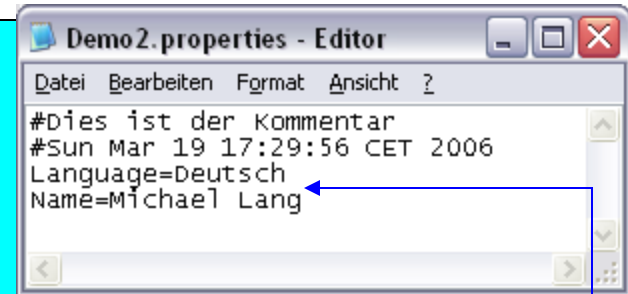 Demo2.properties - Editor
Datei Bearbeiten Format Ansicht ?
#Dies ist der Kommentar
#Sun Mar 19 17:29:56 CET 2006
Language=Deutsch
Name=Michael Lang